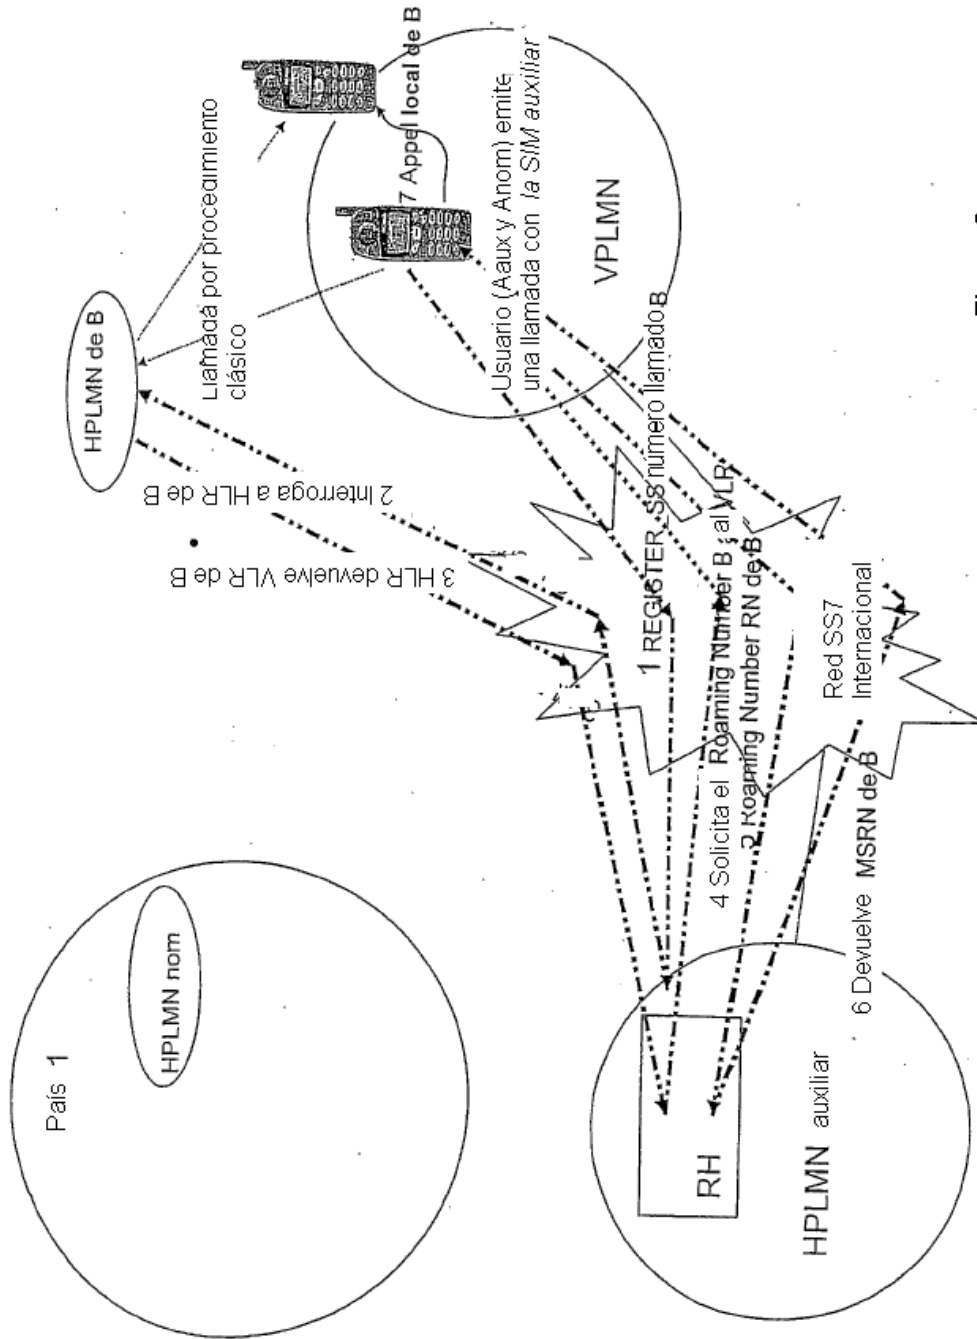 País 1
HPLMN nom
HPLMN de B
Llamada por procedimiento
clásico
2 Interroga a HLR de B
3 HLR devuelve VLR de B
7 Appel local de B
Usuario (Aaux y Anom) emite
una llamada con la SIM auxiliar
VPLMN
1 REGISTER_SS número llamado B
4 Solicita el Roaming Number B al VLR
Roaming Number RN de B
Red SS7
Internacional
6 Devuelve MSRN de B
RH
HPLMN auxiliar